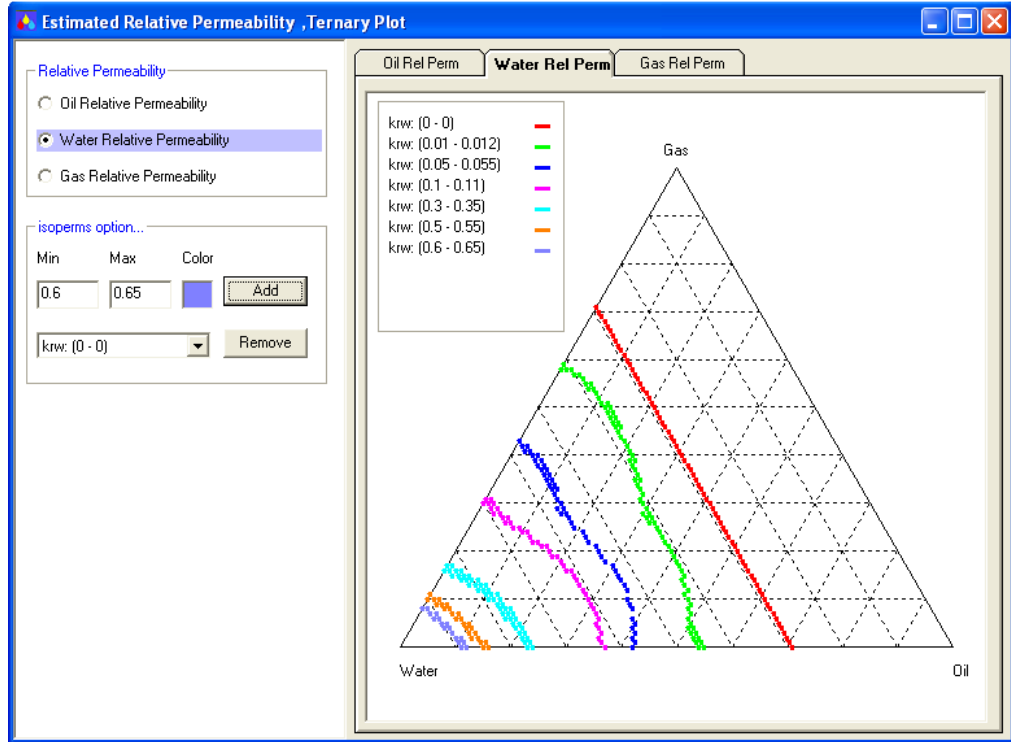 Estimated Relative Permeability ,Ternary Plot
Relative Permeability
Oil Relative Permeability
Water Relative Permeability
Gas Relative Permeability
isoperms option...
Min Max Color
0.6 0.65 Add
krw: (0 - 0) Remove
Oil Rel Perm Water Rel Perm Gas Rel Perm
krw: (0 - 0)
krw: (0.01 - 0.012)
krw: (0.05 - 0.055)
krw: (0.1 - 0.11)
krw: (0.3 - 0.35)
krw: (0.5 - 0.55)
krw: (0.6 - 0.65)
Gas
Water Oil